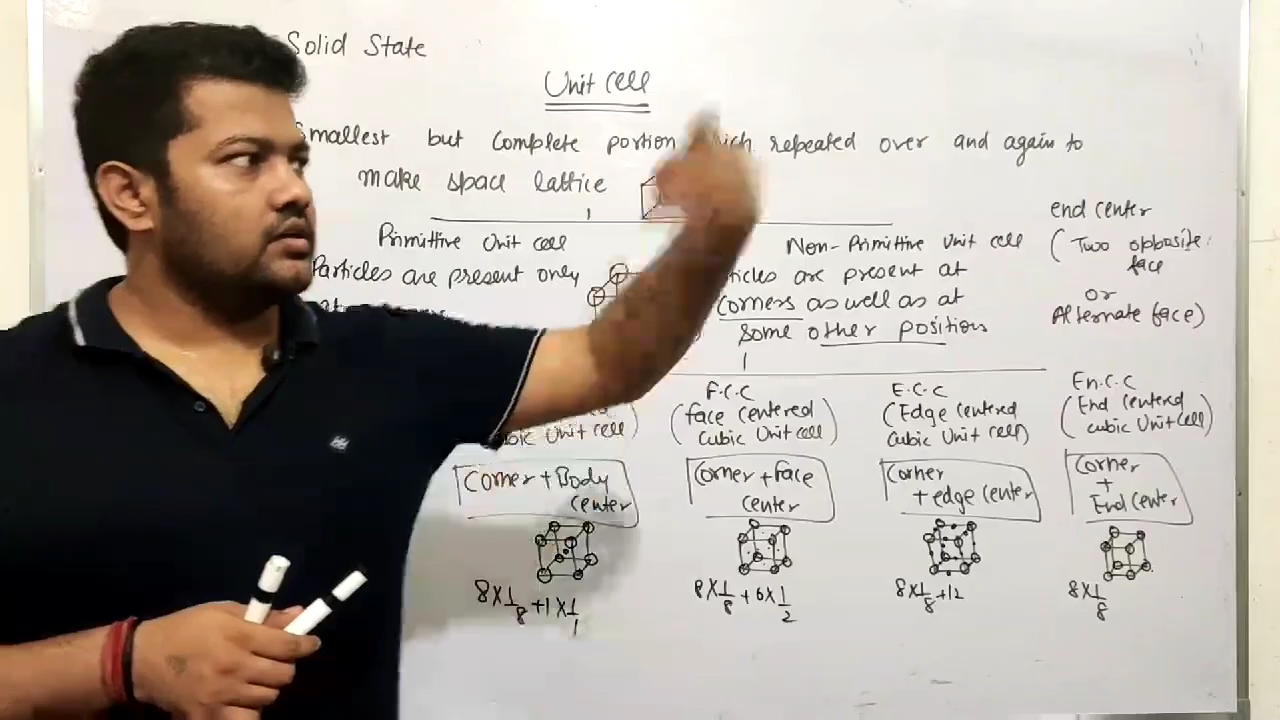 Solid State
Unit Cell
Smallest but Complete portion which repeated over and again to
make space lattice
Primittive Unit cell
Particles are present only
Non-Primittive Unit cell
are present at
Corners as well as at
some other positions
end center
(Two opposite
face
or
Alternate face)
Unit Cell)
Corner + Body
center
8×1/8+1×1/1
F.C.C
(face centered
cubic Unit cell)
Corner + face
center
8×1/8 + 6×1/2
E.C.C
(Edge Centered
cubic Unit cell)
Corner
+ edge center
8×1/8+12
En.C.C
(End Centered
cubic Unit Cell)
Corner
+
End Center
8×1/8